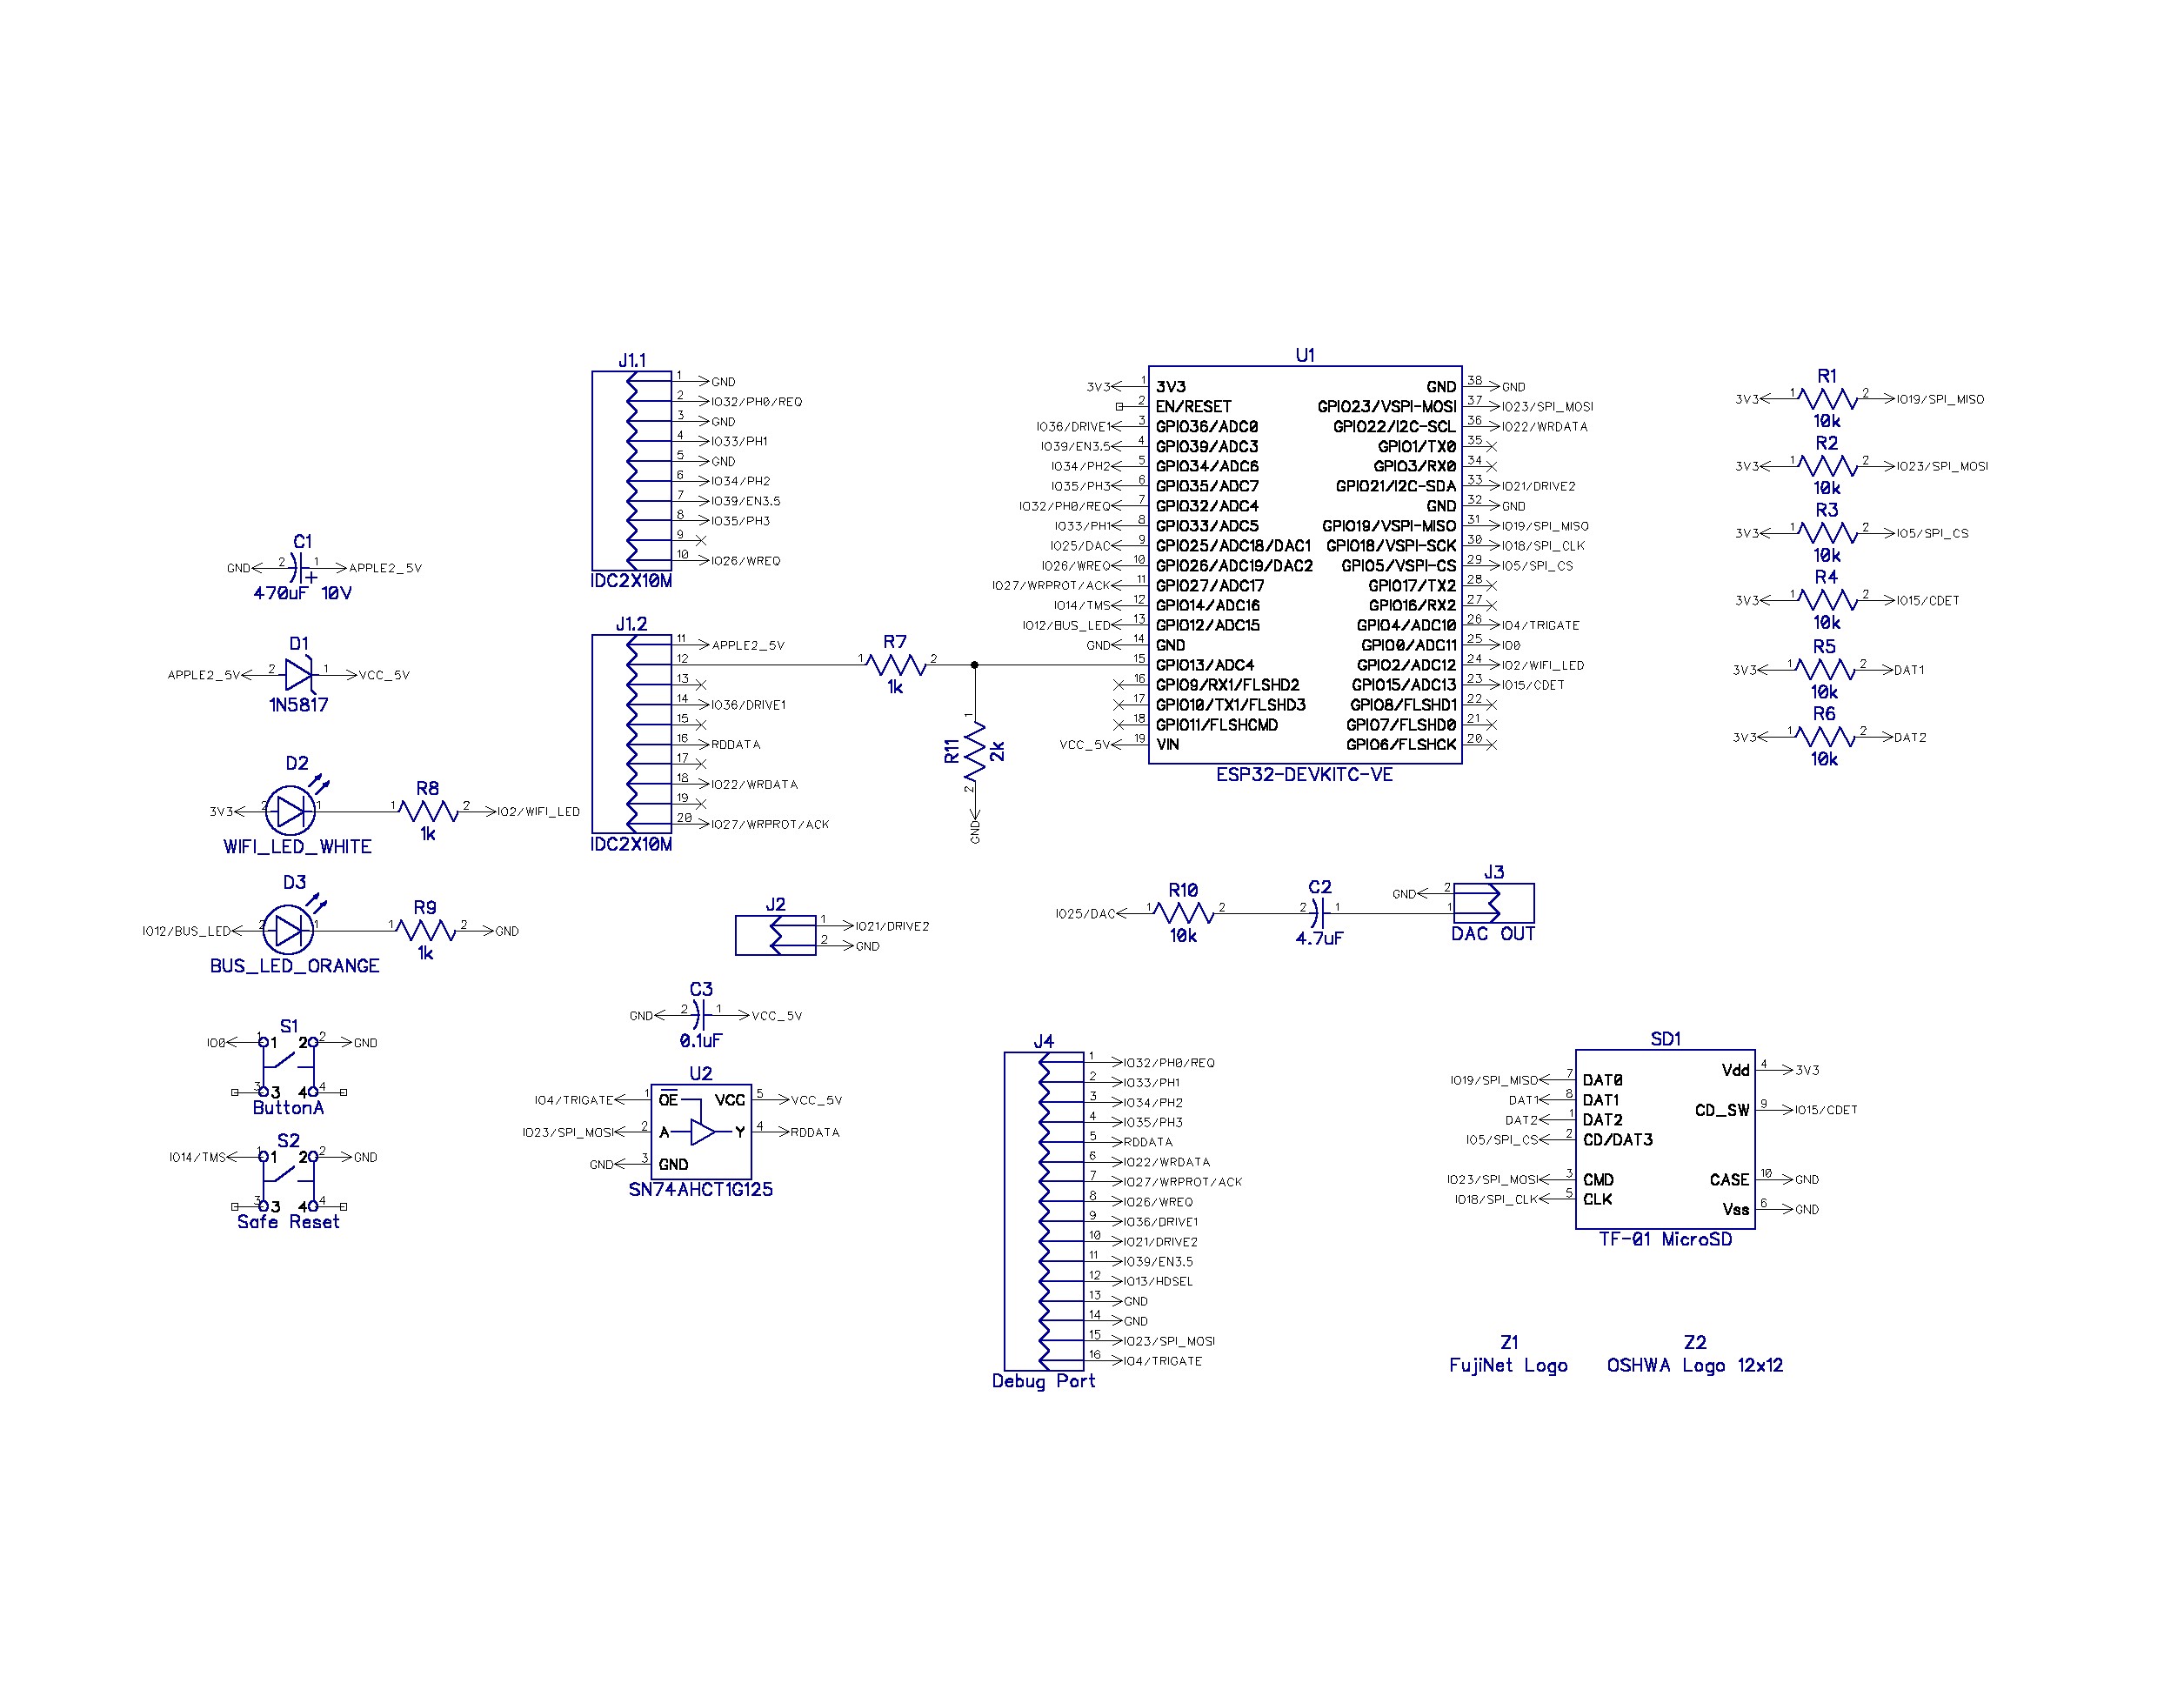 J1.1
1 GND
2 IO32/PH0/REQ
3 GND
4 IO33/PH1
5 GND
6 IO34/PH2
7 IO39/EN3.5
8 IO35/PH3
9
10 IO26/WREQ
IDC2X10M
J1.2
11 APPLE2_5V
12
13
14 IO36/DRIVE1
15
16 RDDATA
17
18 IO22/WRDATA
19
20 IO27/WRPROT/ACK
IDC2X10M
R7
1 2
1k
R11
1 2
2k
GND
U1
3V3 1 3V3 GND 38 GND
2 EN/RESET GPIO23/VSPI-MOSI 37 IO23/SPI_MOSI
IO36/DRIVE1 3 GPIO36/ADC0 GPIO22/I2C-SCL 36 IO22/WRDATA
IO39/EN3.5 4 GPIO39/ADC3 GPIO1/TX0 35
IO34/PH2 5 GPIO34/ADC6 GPIO3/RX0 34
IO35/PH3 6 GPIO35/ADC7 GPIO21/I2C-SDA 33 IO21/DRIVE2
IO32/PH0/REQ 7 GPIO32/ADC4 GND 32 GND
IO33/PH1 8 GPIO33/ADC5 GPIO19/VSPI-MISO 31 IO19/SPI_MISO
IO25/DAC 9 GPIO25/ADC18/DAC1 GPIO18/VSPI-SCK 30 IO18/SPI_CLK
IO26/WREQ 10 GPIO26/ADC19/DAC2 GPIO5/VSPI-CS 29 IO5/SPI_CS
IO27/WRPROT/ACK 11 GPIO27/ADC17 GPIO17/TX2 28
IO14/TMS 12 GPIO14/ADC16 GPIO16/RX2 27
IO12/BUS_LED 13 GPIO12/ADC15 GPIO4/ADC10 26 IO4/TRIGATE
GND 14 GND GPIO0/ADC11 25 IO0
15 GPIO13/ADC4 GPIO2/ADC12 24 IO2/WIFI_LED
16 GPIO9/RX1/FLSHD2 GPIO15/ADC13 23 IO15/CDET
17 GPIO10/TX1/FLSHD3 GPIO8/FLSHD1 22
18 GPIO11/FLSHCMD GPIO7/FLSHD0 21
VCC_5V 19 VIN GPIO6/FLSHCK 20
ESP32-DEVKITC-VE
R1
3V3 1 2 IO19/SPI_MISO
10k
R2
3V3 1 2 IO23/SPI_MOSI
10k
R3
3V3 1 2 IO5/SPI_CS
10k
R4
3V3 1 2 IO15/CDET
10k
R5
3V3 1 2 DAT1
10k
R6
3V3 1 2 DAT2
10k
C1
GND 2 1 APPLE2_5V
+
470uF 10V
D1
APPLE2_5V 2 1 VCC_5V
1N5817
D2
3V3 2 1
WIFI_LED_WHITE
R8
1 2 IO2/WIFI_LED
1k
D3
IO12/BUS_LED 2 1
BUS_LED_ORANGE
R9
1 2 GND
1k
S1
IO0 1 1 2 2 GND
3 3 4 4
ButtonA
S2
IO14/TMS 1 1 2 2 GND
3 3 4 4
Safe Reset
J2
1 IO21/DRIVE2
2 GND
C3
GND 2 1 VCC_5V
0.1uF
U2
IO4/TRIGATE 1 OE VCC 5 VCC_5V
IO23/SPI_MOSI 2 A Y 4 RDDATA
GND 3 GND
SN74AHCT1G125
R10
IO25/DAC 1 2
10k
C2
2 1
4.7uF
J3
GND 2
1
DAC OUT
J4
1 IO32/PH0/REQ
2 IO33/PH1
3 IO34/PH2
4 IO35/PH3
5 RDDATA
6 IO22/WRDATA
7 IO27/WRPROT/ACK
8 IO26/WREQ
9 IO36/DRIVE1
10 IO21/DRIVE2
11 IO39/EN3.5
12 IO13/HDSEL
13 GND
14 GND
15 IO23/SPI_MOSI
16 IO4/TRIGATE
Debug Port
SD1
Vdd 4 3V3
IO19/SPI_MISO 7 DAT0
DAT1 8 DAT1
CD_SW 9 IO15/CDET
DAT2 1 DAT2
IO5/SPI_CS 2 CD/DAT3
IO23/SPI_MOSI 3 CMD CASE 10 GND
IO18/SPI_CLK 5 CLK
Vss 6 GND
TF-01 MicroSD
Z1
FujiNet Logo
Z2
OSHWA Logo 12x12